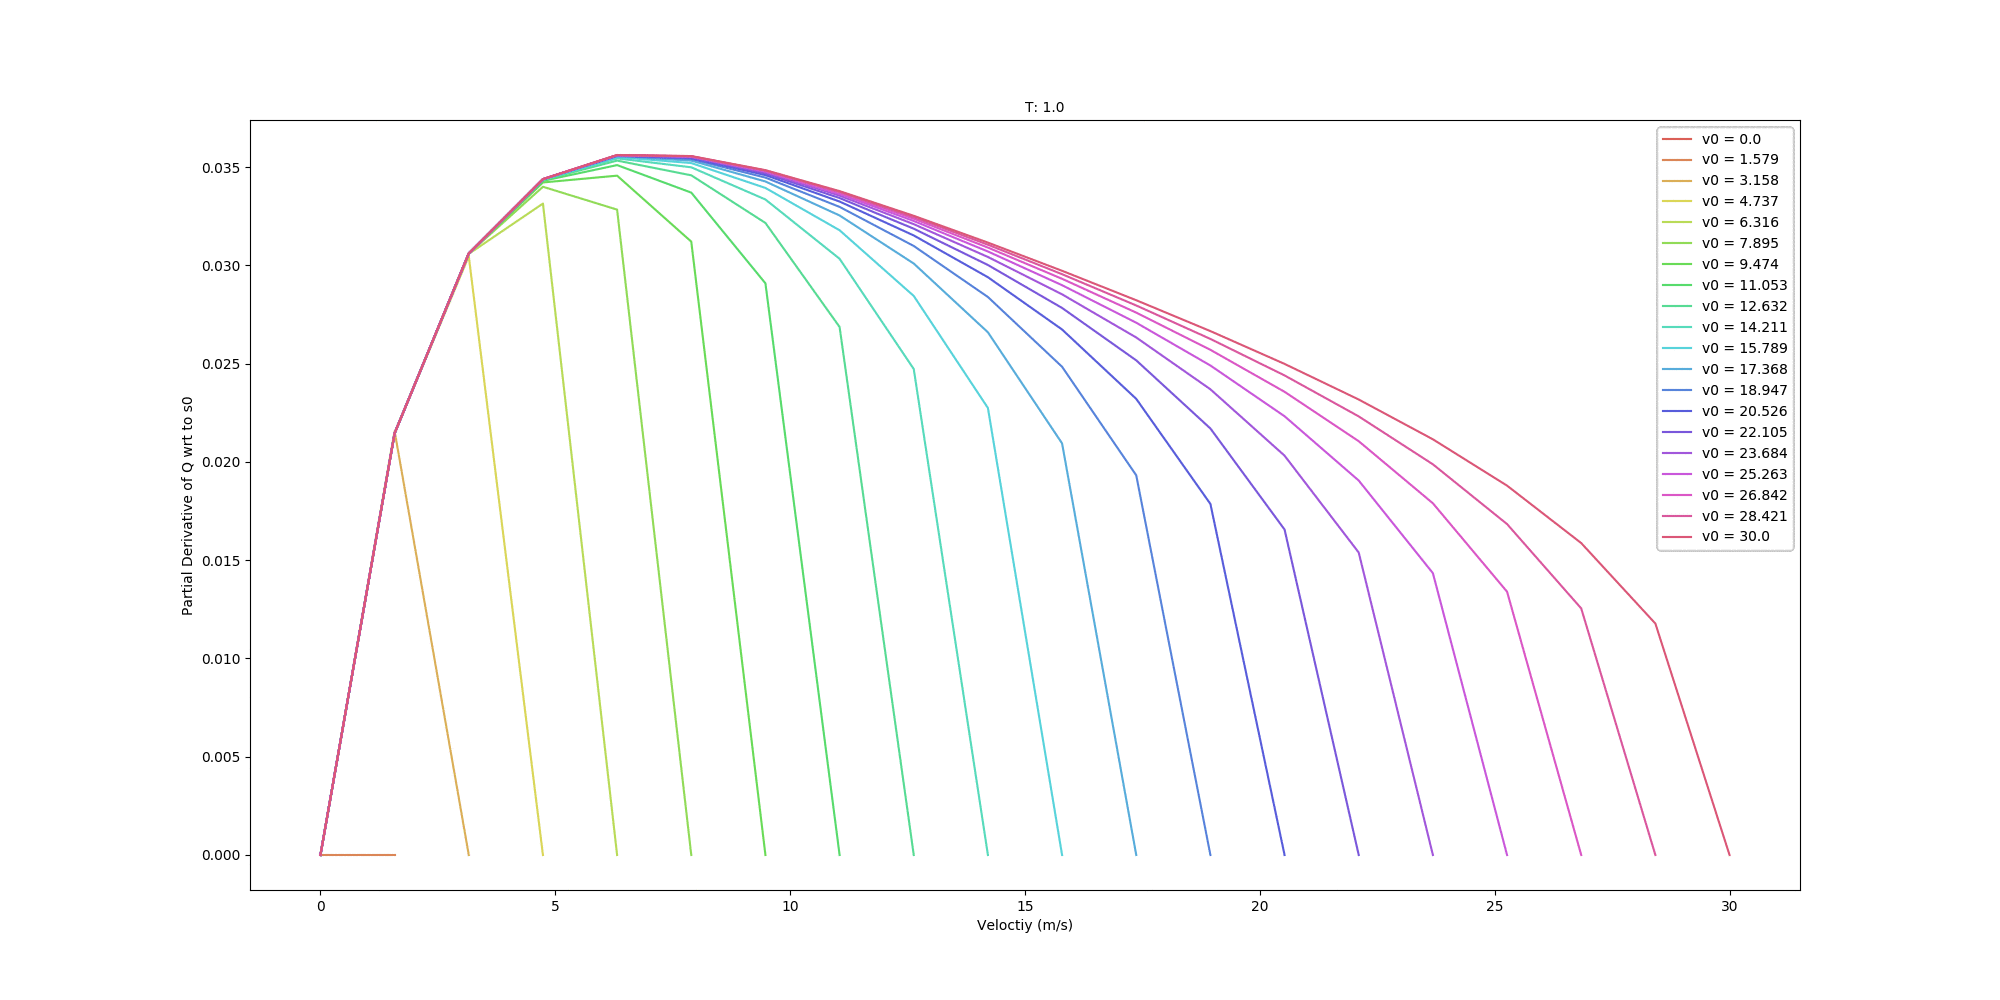 T: 1.0
Partial Derivative of Q wrt to s0
0.035
0.030
0.025
0.020
0.015
0.010
0.005
0.000
0 5 10 15 20 25 30
Veloctiy (m/s)
v0 = 0.0
v0 = 1.579
v0 = 3.158
v0 = 4.737
v0 = 6.316
v0 = 7.895
v0 = 9.474
v0 = 11.053
v0 = 12.632
v0 = 14.211
v0 = 15.789
v0 = 17.368
v0 = 18.947
v0 = 20.526
v0 = 22.105
v0 = 23.684
v0 = 25.263
v0 = 26.842
v0 = 28.421
v0 = 30.0